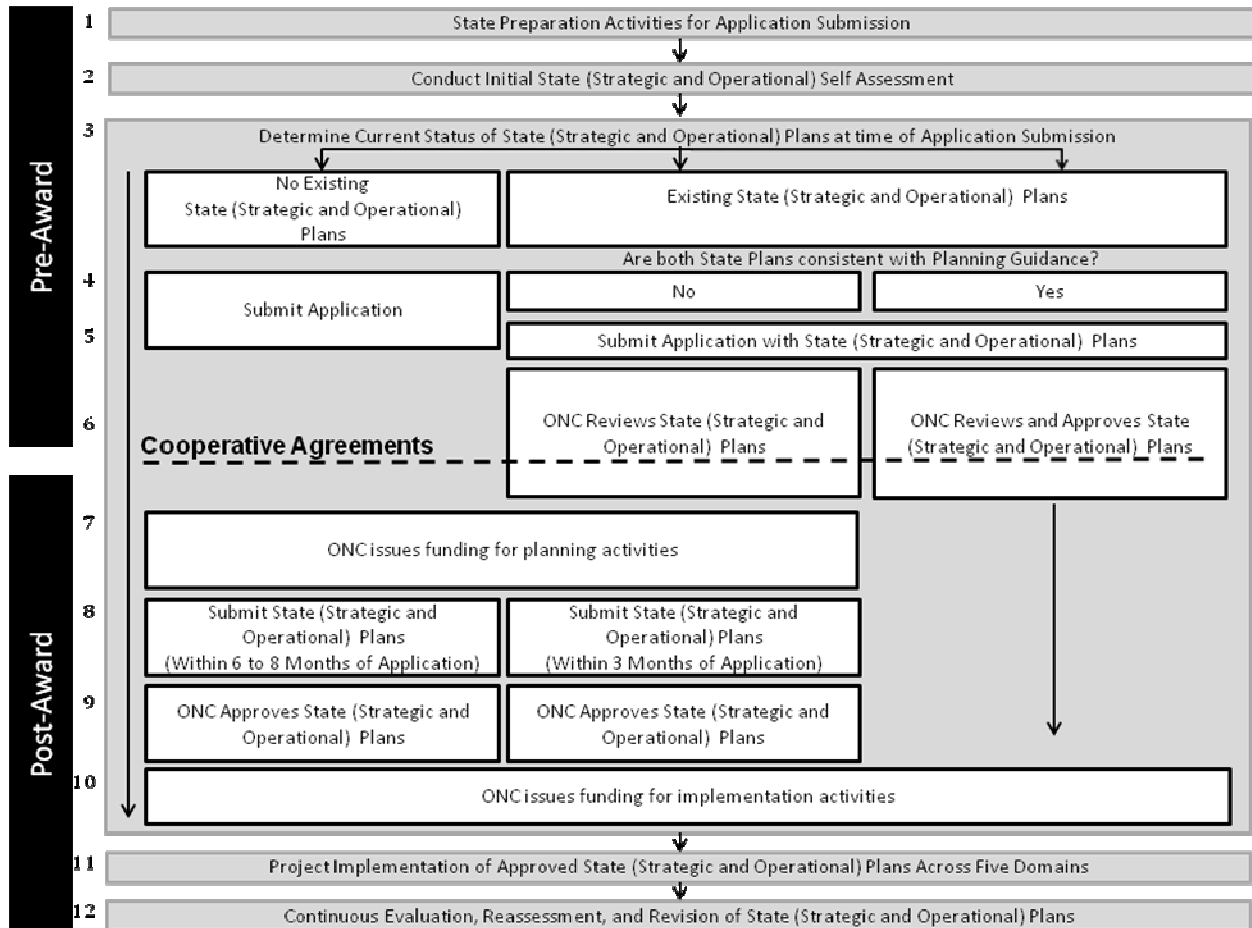 Pre-Award
1
State Preparation Activities for Application Submission
2
Conduct Initial State (Strategic and Operational) Self Assessment
3
Determine Current Status of State (Strategic and Operational) Plans at time of Application Submission
No Existing
State (Strategic and Operational)
Plans
Existing State (Strategic and Operational) Plans
Are both State Plans consistent with Planning Guidance?
4
Submit Application
No
Yes
5
Submit Application with State (Strategic and Operational) Plans
6
ONC Reviews State (Strategic and
Operational) Plans
ONC Reviews and Approves State
(Strategic and Operational) Plans
Cooperative Agreements
Post-Award
7
ONC issues funding for planning activities
8
Submit State (Strategic and
Operational) Plans
(Within 6 to 8 Months of Application)
Submit State (Strategic and
Operational) Plans
(Within 3 Months of Application)
9
ONC Approves State (Strategic and
Operational) Plans
ONC Approves State (Strategic and
Operational) Plans
10
ONC issues funding for implementation activities
11
Project Implementation of Approved State (Strategic and Operational) Plans Across Five Domains
12
Continuous Evaluation, Reassessment, and Revision of State (Strategic and Operational) Plans